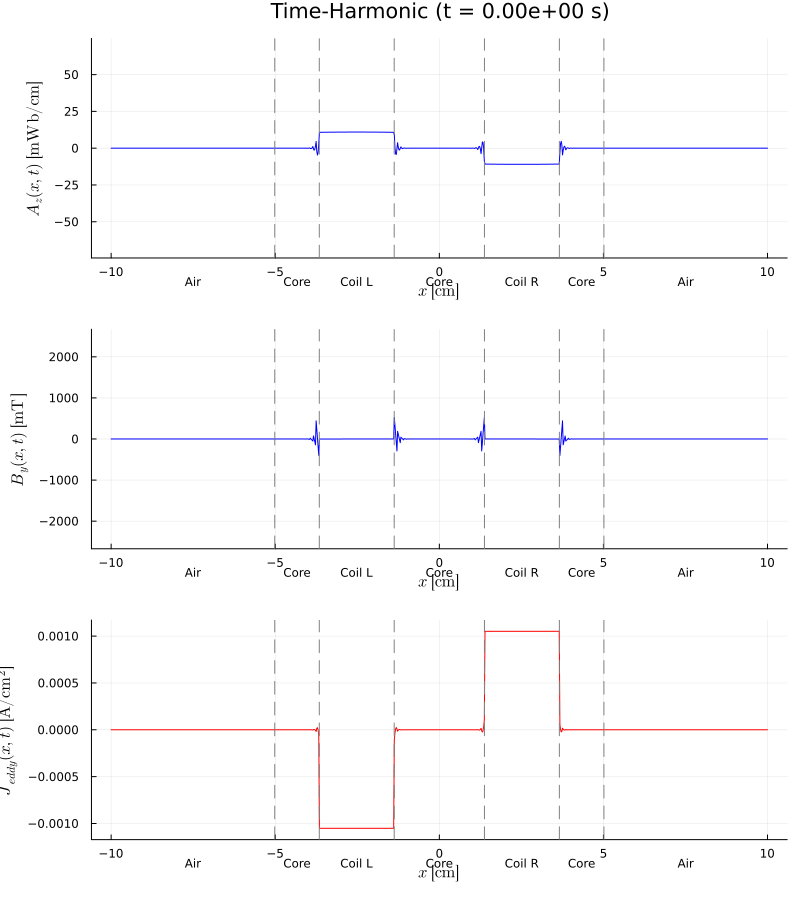 Time-Harmonic (t = 0.00e+00 s)
A_z(x, t) [mWb/cm]
50
25
0
−25
−50
−10 −5 0 5 10
Air Core Coil L Core Coil R Core Air
x [cm]
B_y(x, t) [mT]
2000
1000
0
−1000
−2000
−10 −5 0 5 10
Air Core Coil L Core Coil R Core Air
x [cm]
J_eddy(x, t) [A/cm²]
0.0010
0.0005
0.0000
−0.0005
−0.0010
−10 −5 0 5 10
Air Core Coil L Core Coil R Core Air
x [cm]